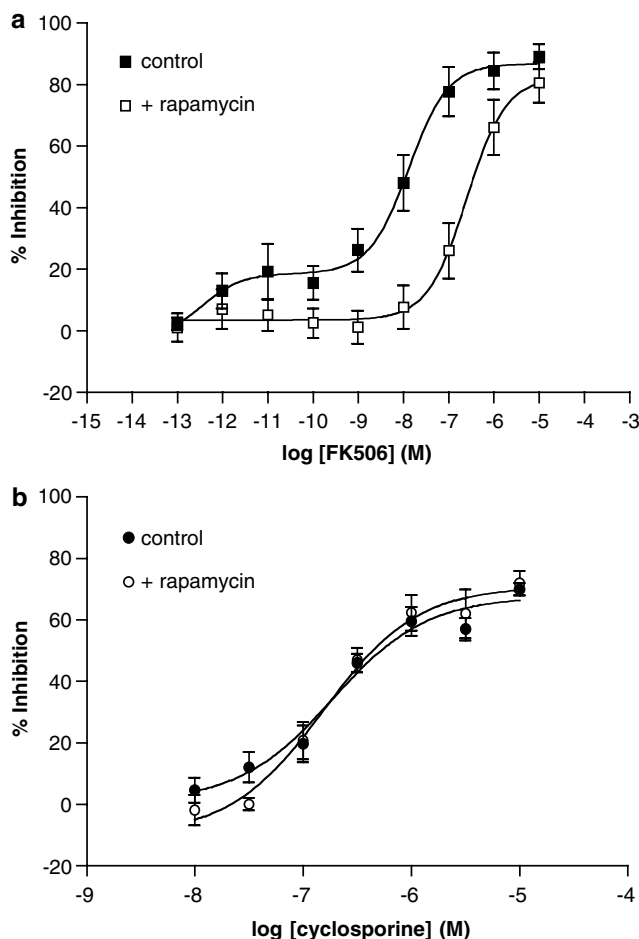 a
100
80
60
40
20
0
-20
% Inhibition
control
+ rapamycin
-15 -14 -13 -12 -11 -10 -9 -8 -7 -6 -5 -4 -3
log [FK506] (M)
b
100
80
60
40
20
0
-20
% Inhibition
control
+ rapamycin
-9 -8 -7 -6 -5 -4
log [cyclosporine] (M)